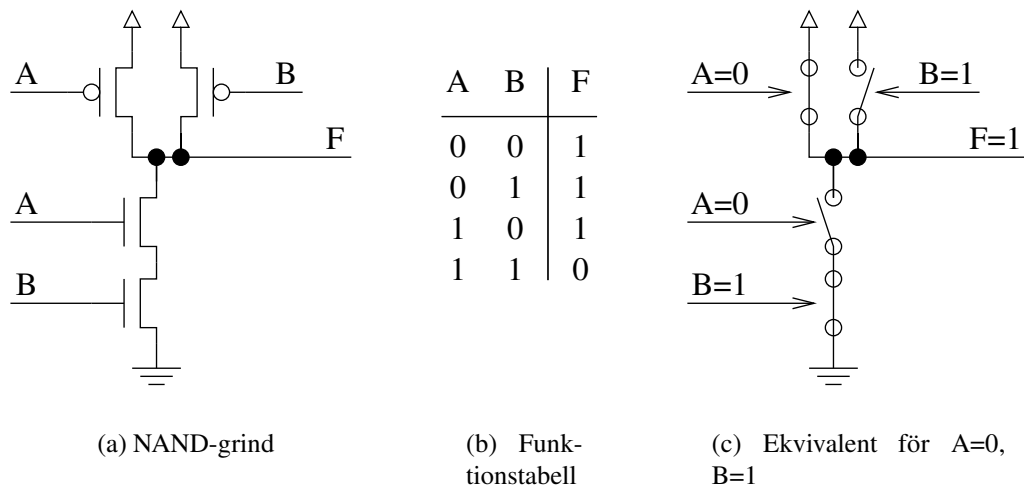 A
B
F
A
B
(a) NAND-grind
A B F
0 0 1
0 1 1
1 0 1
1 1 0
(b) Funk-
tionstabell
A=0
B=1
F=1
A=0
B=1
(c) Ekvivalent för A=0,
B=1